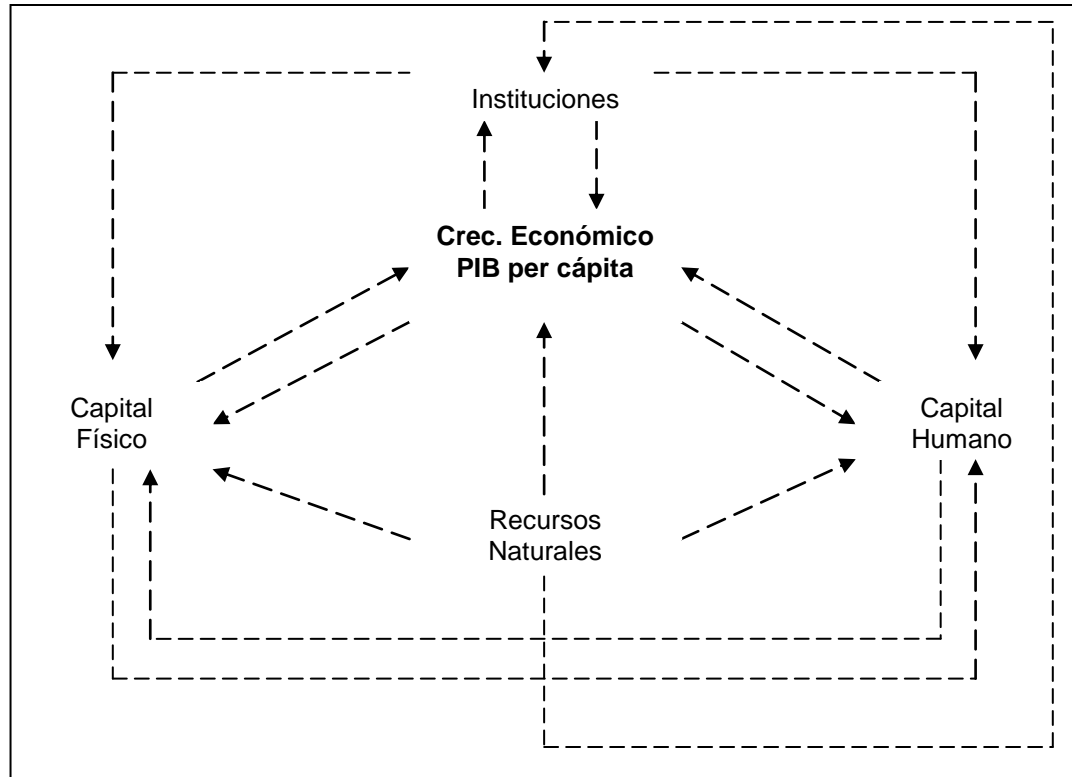 Instituciones
Crec. Económico
PIB per cápita
Capital
Físico
Capital
Humano
Recursos
Naturales